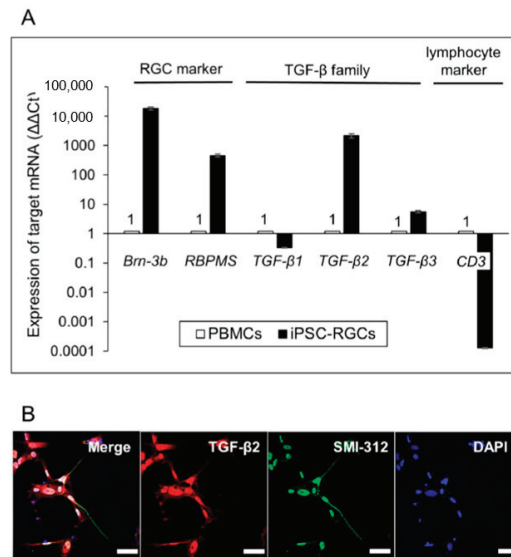 A
RGC marker
TGF-β family
lymphocyte
marker
Expression of target mRNA (ΔΔCt)
100,000
10,000
1000
100
10
1
0.1
0.01
0.001
0.0001
1 1 1 1 1 1
Brn-3b RBPMS TGF-β1 TGF-β2 TGF-β3 CD3
PBMCs iPSC-RGCs
B
Merge TGF-β2 SMI-312 DAPI